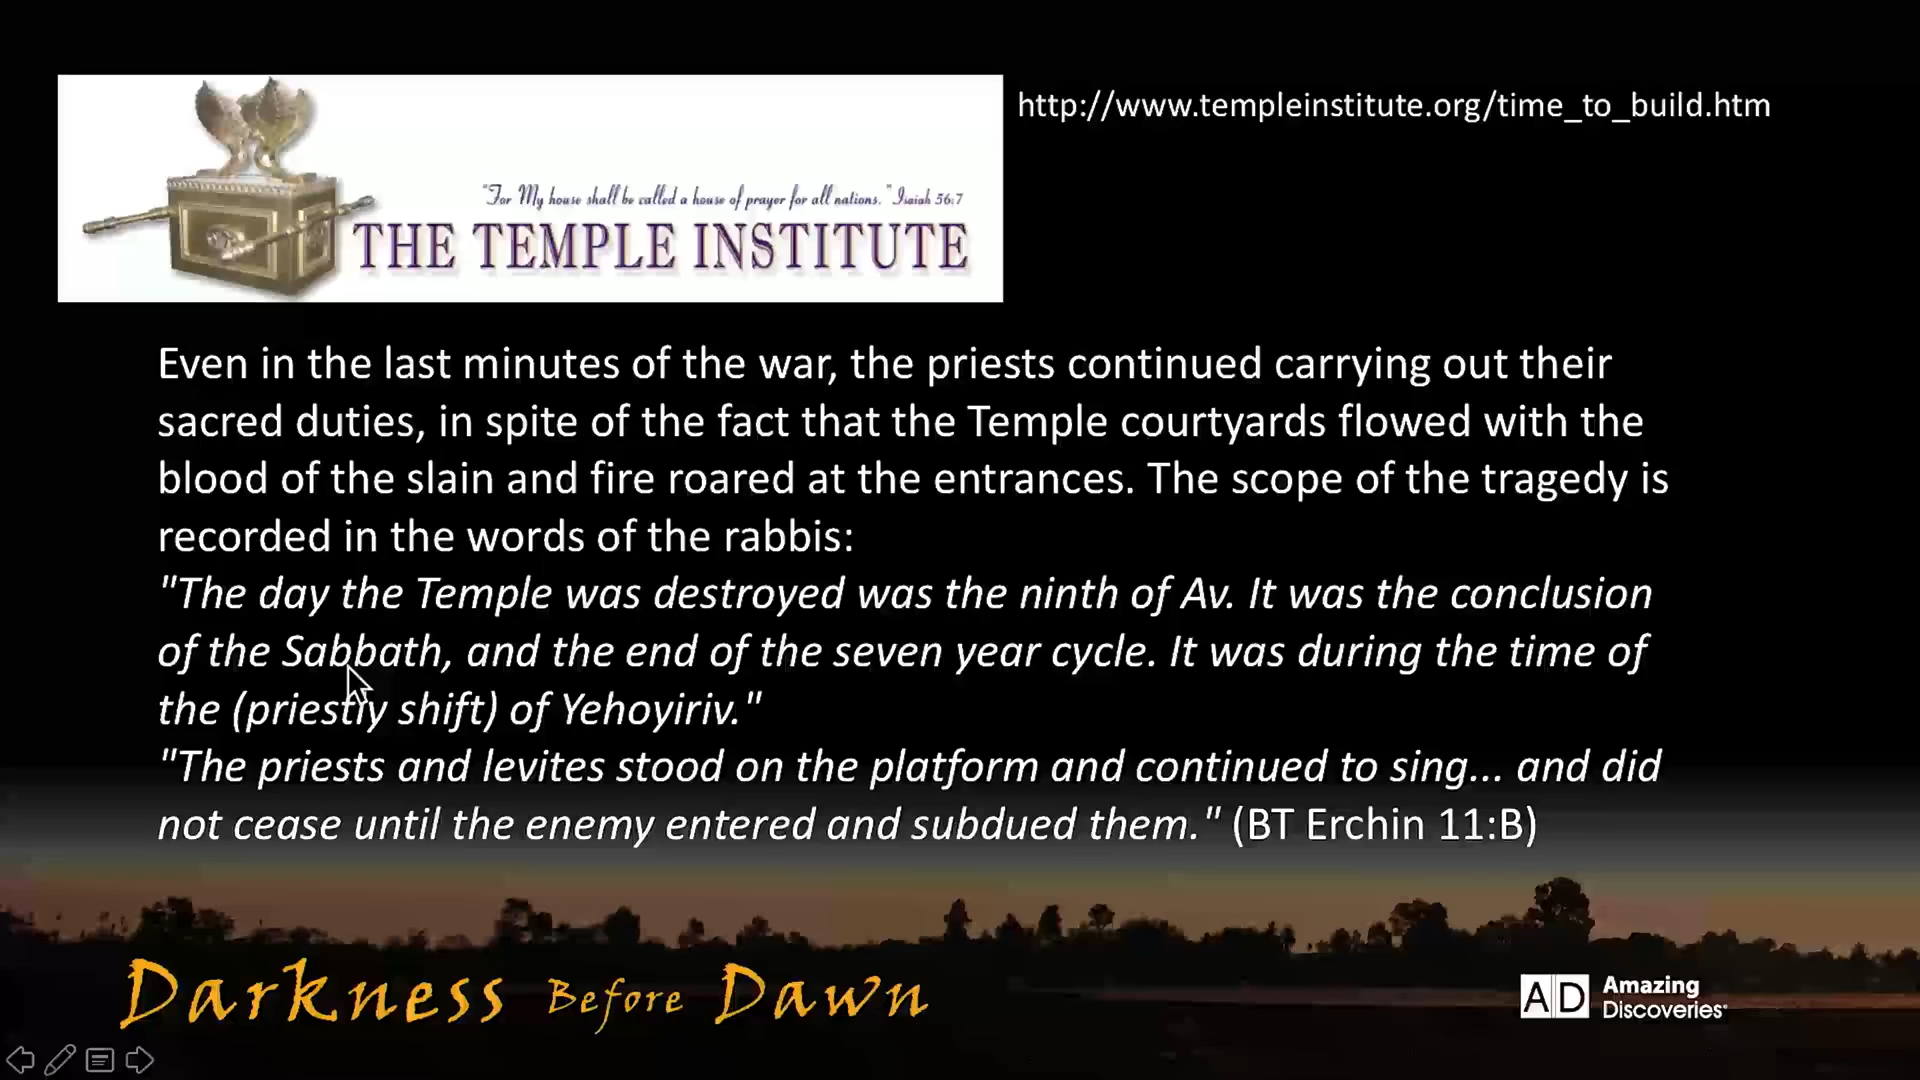 http://www.templeinstitute.org/time_to_build.htm
"For My house shall be called a house of prayer for all nations." Isaiah 56:7
THE TEMPLE INSTITUTE
Even in the last minutes of the war, the priests continued carrying out their
sacred duties, in spite of the fact that the Temple courtyards flowed with the
blood of the slain and fire roared at the entrances. The scope of the tragedy is
recorded in the words of the rabbis:
"The day the Temple was destroyed was the ninth of Av. It was the conclusion
of the Sabbath, and the end of the seven year cycle. It was during the time of
the (priestly shift) of Yehoyiriv."
"The priests and levites stood on the platform and continued to sing... and did
not cease until the enemy entered and subdued them." (BT Erchin 11:B)
Darkness Before Dawn
AD Amazing
Discoveries